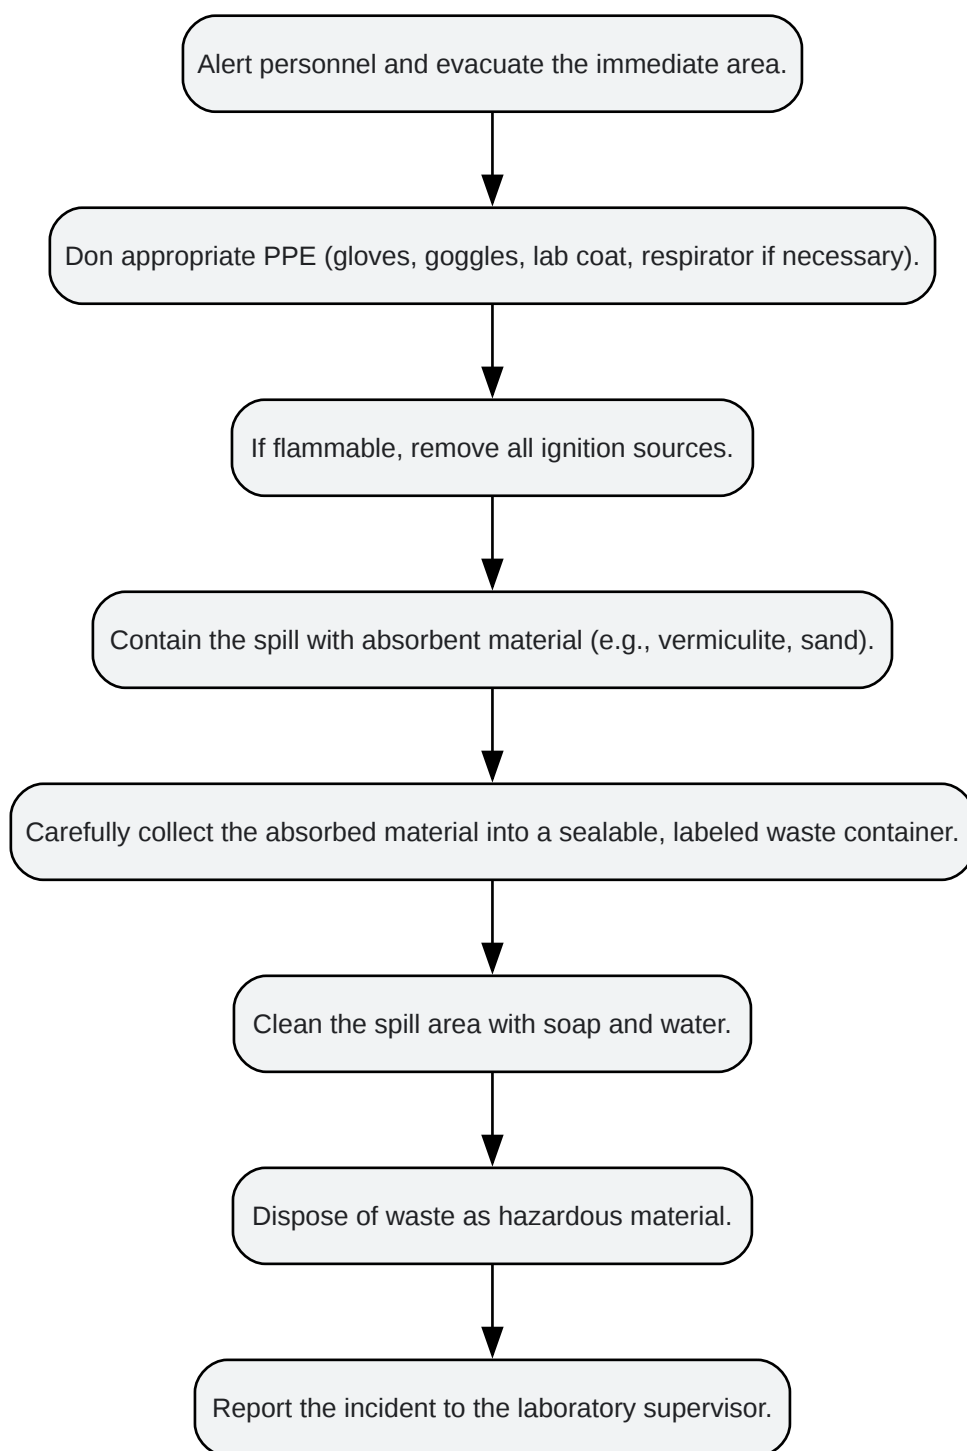 Alert personnel and evacuate the immediate area.
Don appropriate PPE (gloves, goggles, lab coat, respirator if necessary).
If flammable, remove all ignition sources.
Contain the spill with absorbent material (e.g., vermiculite, sand).
Carefully collect the absorbed material into a sealable, labeled waste container.
Clean the spill area with soap and water.
Dispose of waste as hazardous material.
Report the incident to the laboratory supervisor.